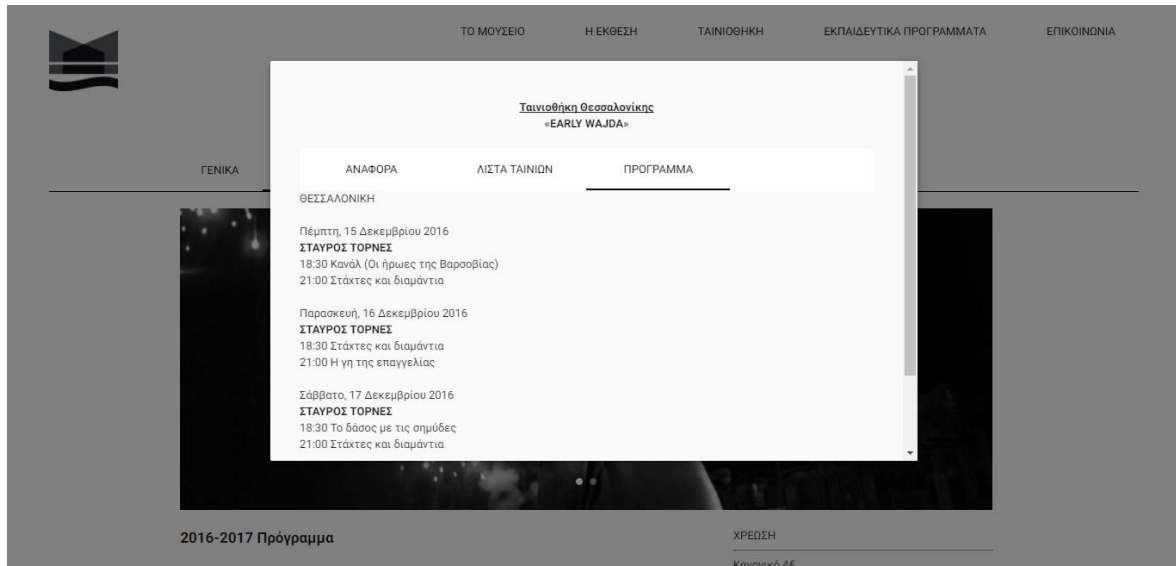 ΤΟ ΜΟΥΣΕΙΟ Η ΕΚΘΕΣΗ ΤΑΙΝΙΟΘΗΚΗ ΕΚΠΑΙΔΕΥΤΙΚΑ ΠΡΟΓΡΑΜΜΑΤΑ ΕΠΙΚΟΙΝΩΝΙΑ
Ταινιοθήκη Θεσσαλονίκης
«EARLY WAJDA»
ΓΕΝΙΚΑ
ΑΝΑΦΟΡΑ ΛΙΣΤΑ ΤΑΙΝΙΩΝ ΠΡΟΓΡΑΜΜΑ
ΘΕΣΣΑΛΟΝΙΚΗ
Πέμπτη, 15 Δεκεμβρίου 2016
ΣΤΑΥΡΟΣ ΤΟΡΝΕΣ
18:30 Κανάλ (Οι ήρωες της Βαρσοβίας)
21:00 Στάχτες και διαμάντια
Παρασκευή, 16 Δεκεμβρίου 2016
ΣΤΑΥΡΟΣ ΤΟΡΝΕΣ
18:30 Στάχτες και διαμάντια
21:00 Η γη της επαγγελίας
Σάββατο, 17 Δεκεμβρίου 2016
ΣΤΑΥΡΟΣ ΤΟΡΝΕΣ
18:30 Το δάσος με τις σημύδες
21:00 Στάχτες και διαμάντια
2016-2017 Πρόγραμμα
ΧΡΕΩΣΗ
Κανονικό 4€